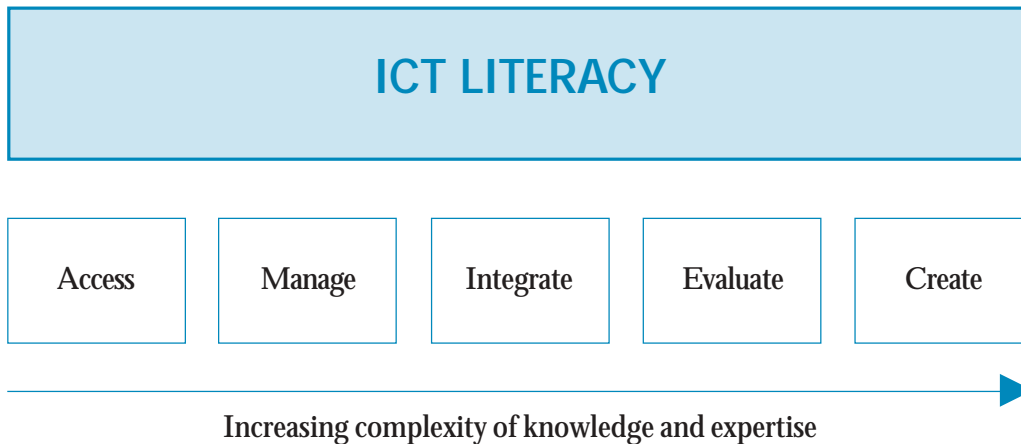 ICT LITERACY
Access Manage Integrate Evaluate Create
Increasing complexity of knowledge and expertise